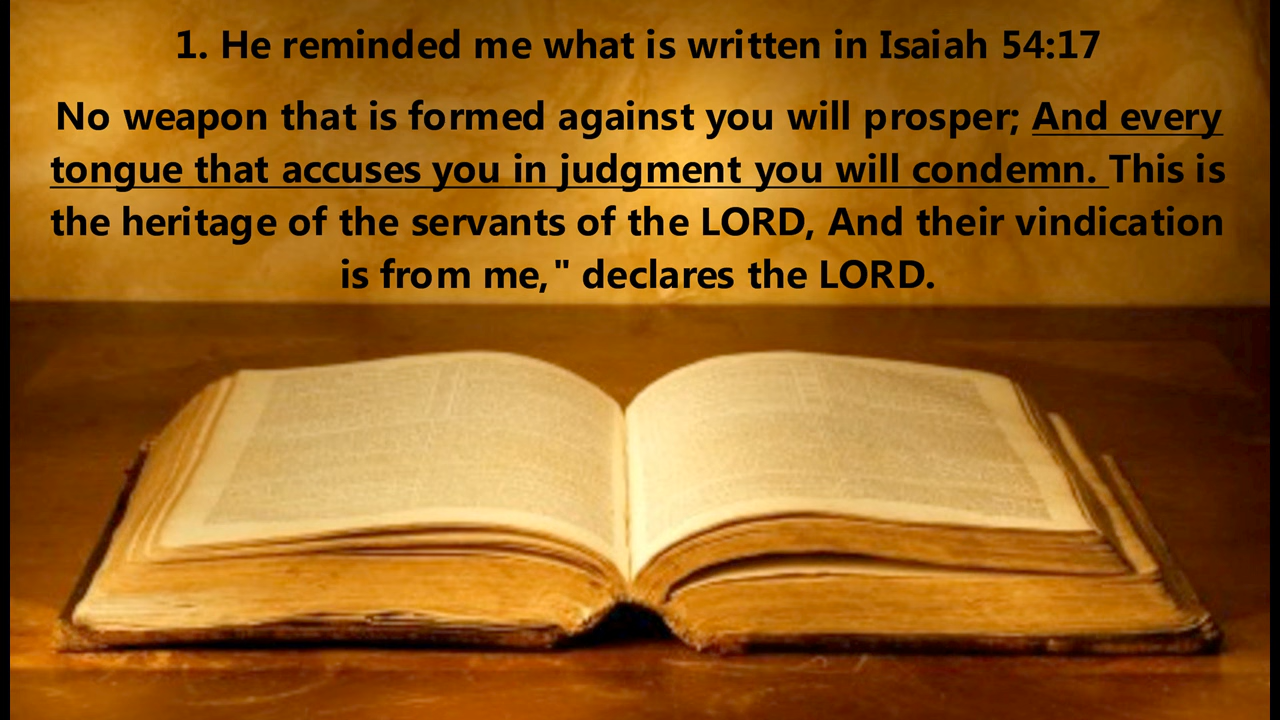 1. He reminded me what is written in Isaiah 54:17
No weapon that is formed against you will prosper; And every
tongue that accuses you in judgment you will condemn. This is
the heritage of the servants of the LORD, And their vindication
is from me," declares the LORD.